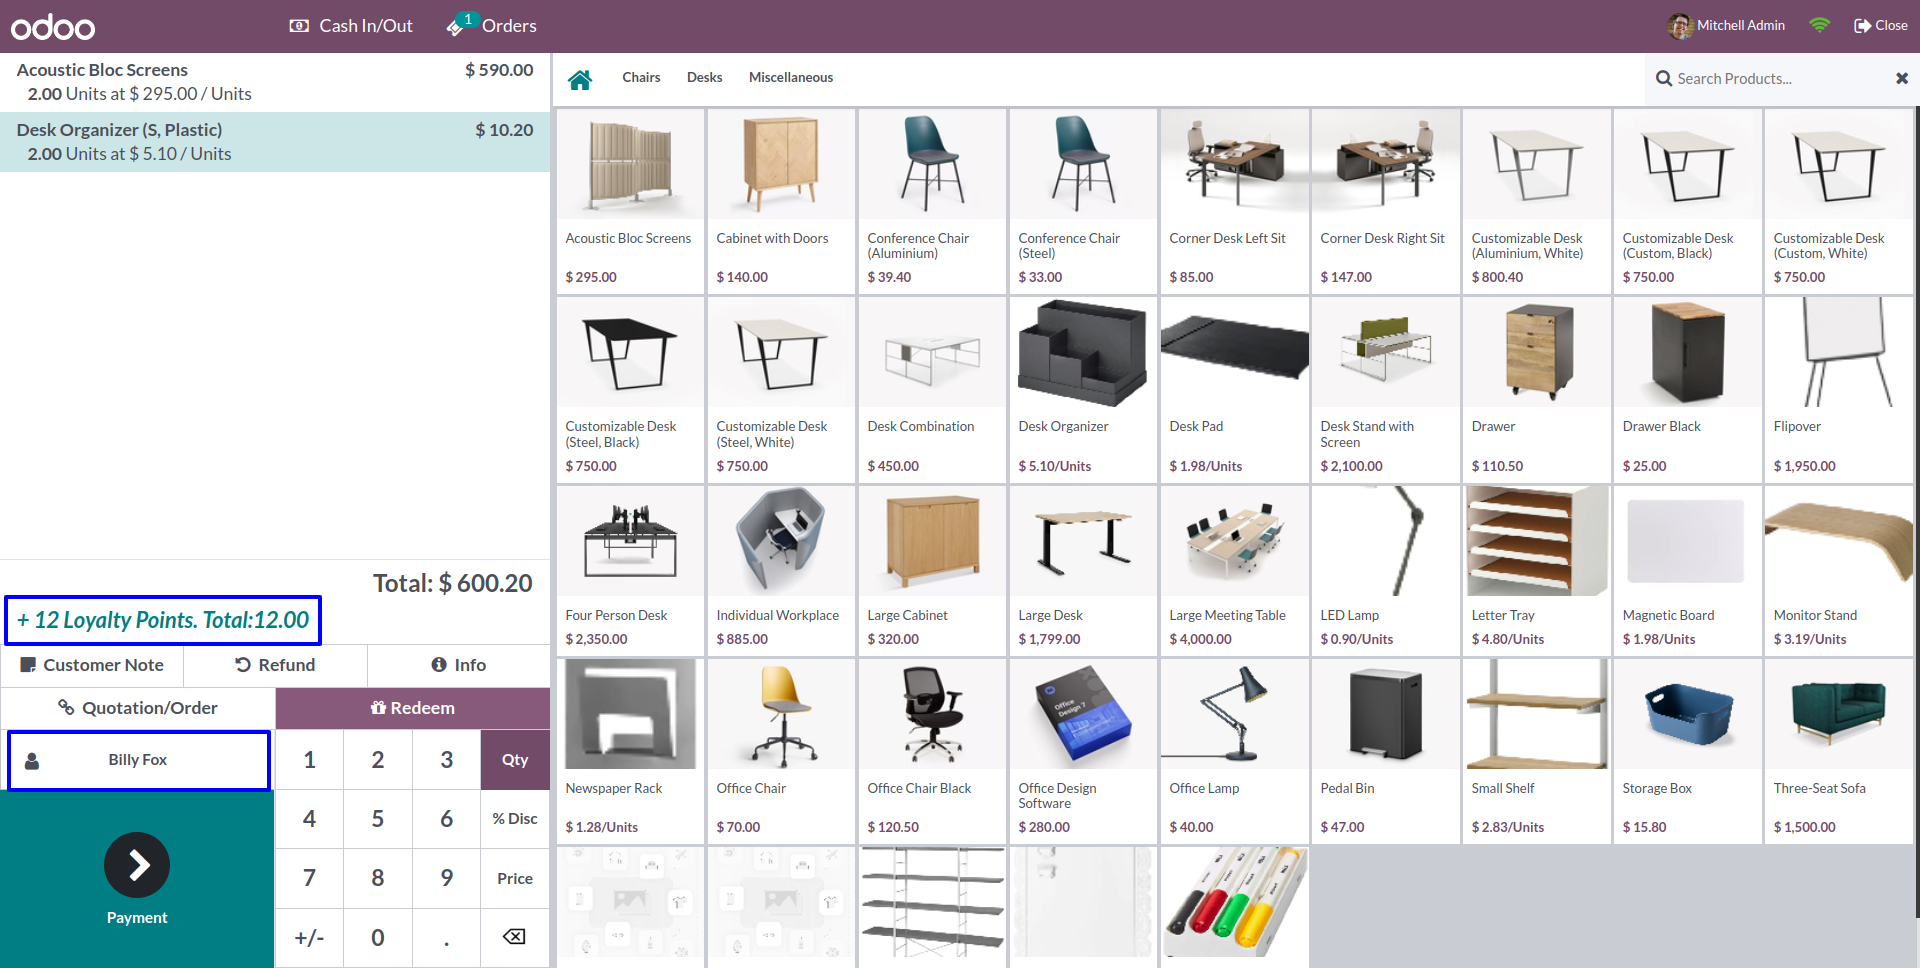 odoo
Cash In/Out
1
Orders
Mitchell Admin
Close
Acoustic Bloc Screens $ 590.00
2.00 Units at $ 295.00 / Units
Desk Organizer (S, Plastic) $ 10.20
2.00 Units at $ 5.10 / Units
Total: $ 600.20
+ 12 Loyalty Points. Total:12.00
Customer Note Refund Info
Quotation/Order Redeem
Billy Fox
1 2 3 Qty
4 5 6 % Disc
7 8 9 Price
+/- 0 .
Payment
Chairs Desks Miscellaneous
Search Products...
Acoustic Bloc Screens
$ 295.00
Cabinet with Doors
$ 140.00
Conference Chair
(Aluminium)
$ 39.40
Conference Chair
(Steel)
$ 33.00
Corner Desk Left Sit
$ 85.00
Corner Desk Right Sit
$ 147.00
Customizable Desk
(Aluminium, White)
$ 800.40
Customizable Desk
(Custom, Black)
$ 750.00
Customizable Desk
(Custom, White)
$ 750.00
Customizable Desk
(Steel, Black)
$ 750.00
Customizable Desk
(Steel, White)
$ 750.00
Desk Combination
$ 450.00
Desk Organizer
$ 5.10/Units
Desk Pad
$ 1.98/Units
Desk Stand with
Screen
$ 2,100.00
Drawer
$ 110.50
Drawer Black
$ 25.00
Flipover
$ 1,950.00
Four Person Desk
$ 2,350.00
Individual Workplace
$ 885.00
Large Cabinet
$ 320.00
Large Desk
$ 1,799.00
Large Meeting Table
$ 4,000.00
LED Lamp
$ 0.90/Units
Letter Tray
$ 4.80/Units
Magnetic Board
$ 1.98/Units
Monitor Stand
$ 3.19/Units
Newspaper Rack
$ 1.28/Units
Office Chair
$ 70.00
Office Chair Black
$ 120.50
Office
Design 7
Office Design
Software
$ 280.00
Office Lamp
$ 40.00
Pedal Bin
$ 47.00
Small Shelf
$ 2.83/Units
Storage Box
$ 15.80
Three-Seat Sofa
$ 1,500.00